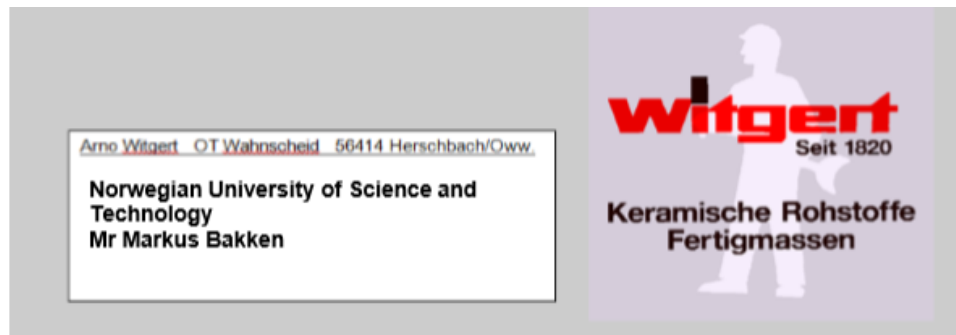 Arno Witgert OT Wahnscheid 56414 Herschbach/Oww.
Norwegian University of Science and
Technology
Mr Markus Bakken
Witgert
Seit 1820
Keramische Rohstoffe
Fertigmassen